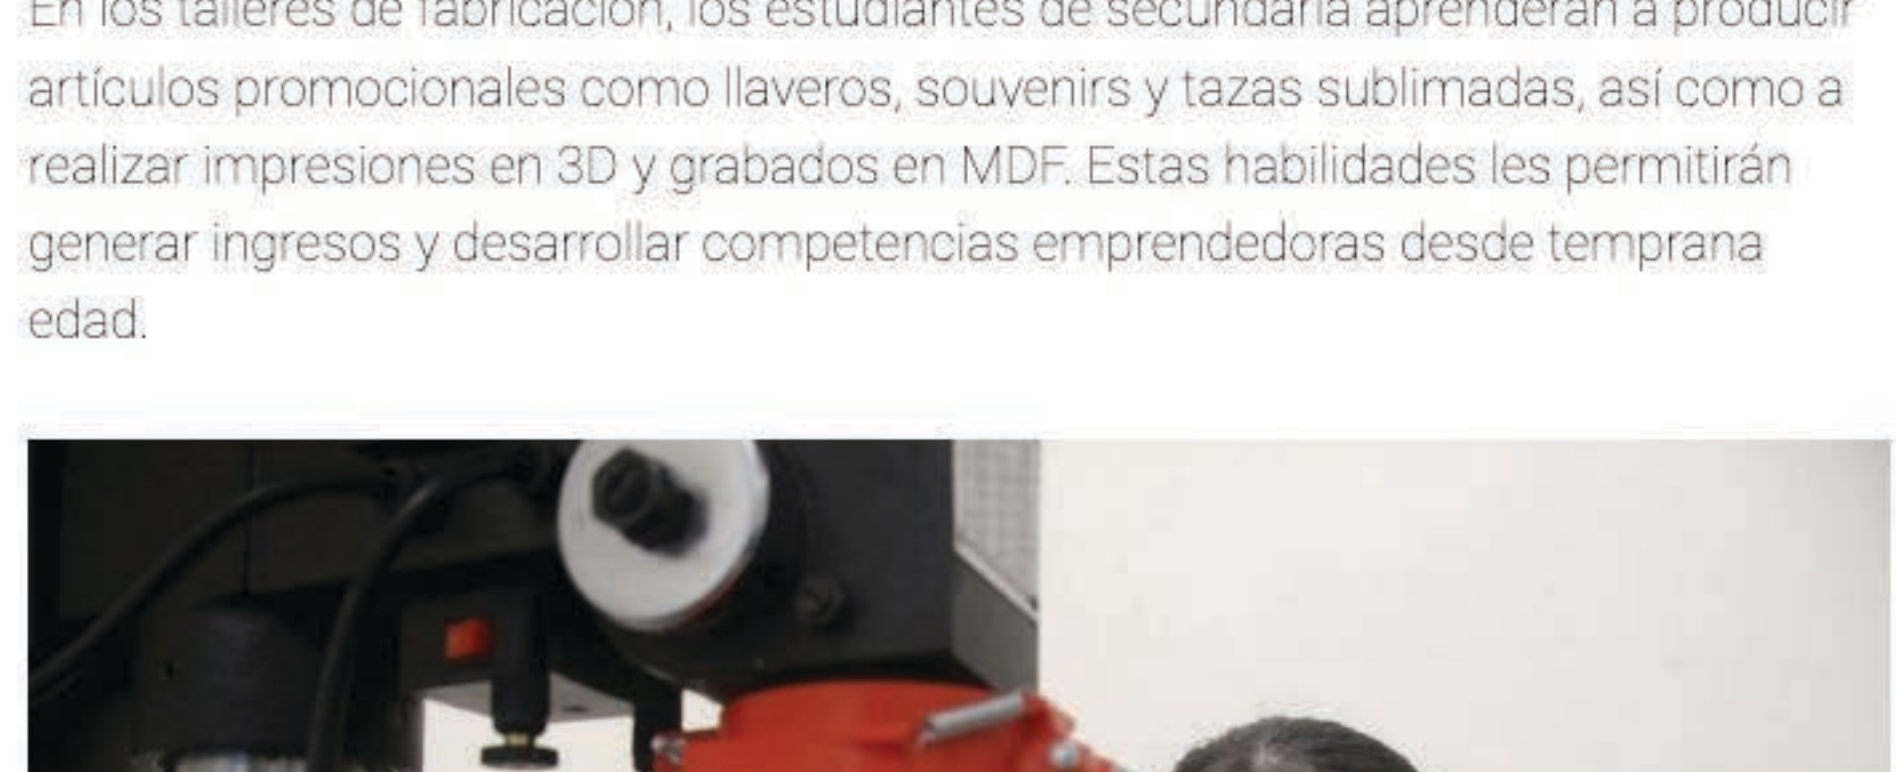 En los talleres de fabricación, los estudiantes de secundaria aprenderán a producir
artículos promocionales como llaveros, souvenirs y tazas sublimadas, así como a
realizar impresiones en 3D y grabados en MDF. Estas habilidades les permitirán
generar ingresos y desarrollar competencias emprendedoras desde temprana
edad.